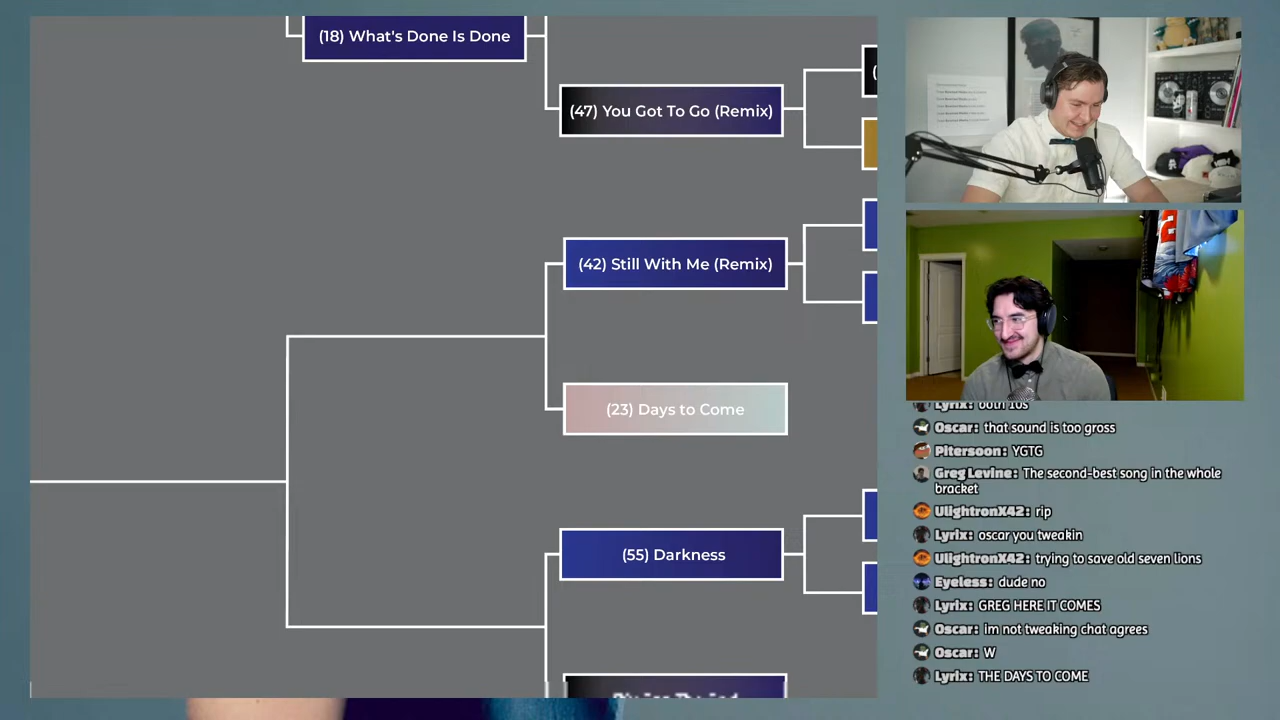 (18) What's Done Is Done
(47) You Got To Go (Remix)
(
(42) Still With Me (Remix)
(23) Days to Come
(55) Darkness
Lyrix: both 10s
Oscar: that sound is too gross
Pitersoon: YGTG
Greg Levine: The second-best song in the whole
bracket
UlightronX42: rip
Lyrix: oscar you tweakin
UlightronX42: trying to save old seven lions
Eyeless: dude no
Lyrix: GREG HERE IT COMES
Oscar: im not tweaking chat agrees
Oscar: W
Lyrix: THE DAYS TO COME